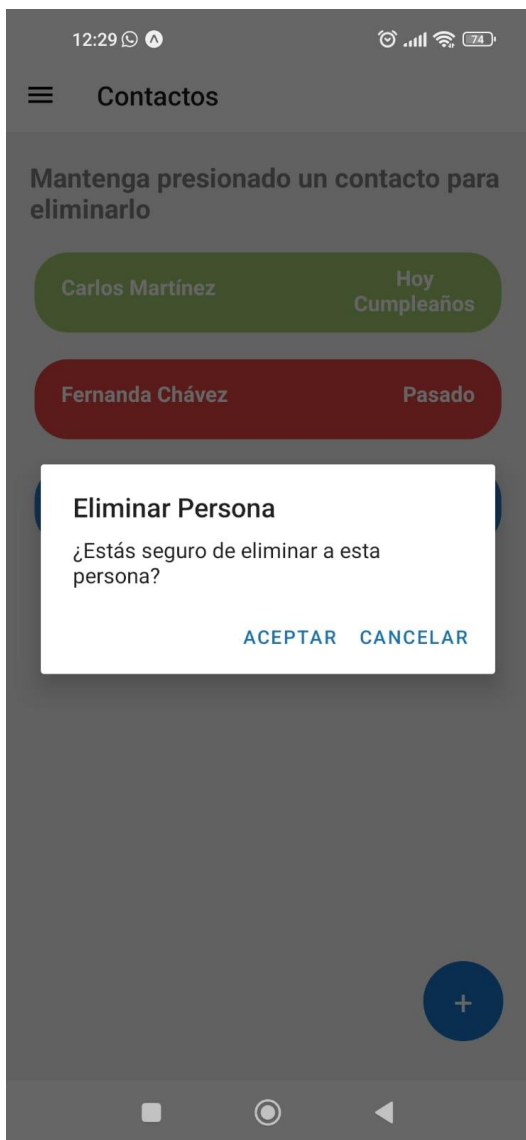 12:29
74
Contactos
Mantenga presionado un contacto para
eliminarlo
Carlos Martínez
Hoy
Cumpleaños
Fernanda Chávez
Pasado
Eliminar Persona
¿Estás seguro de eliminar a esta
persona?
ACEPTAR CANCELAR
+